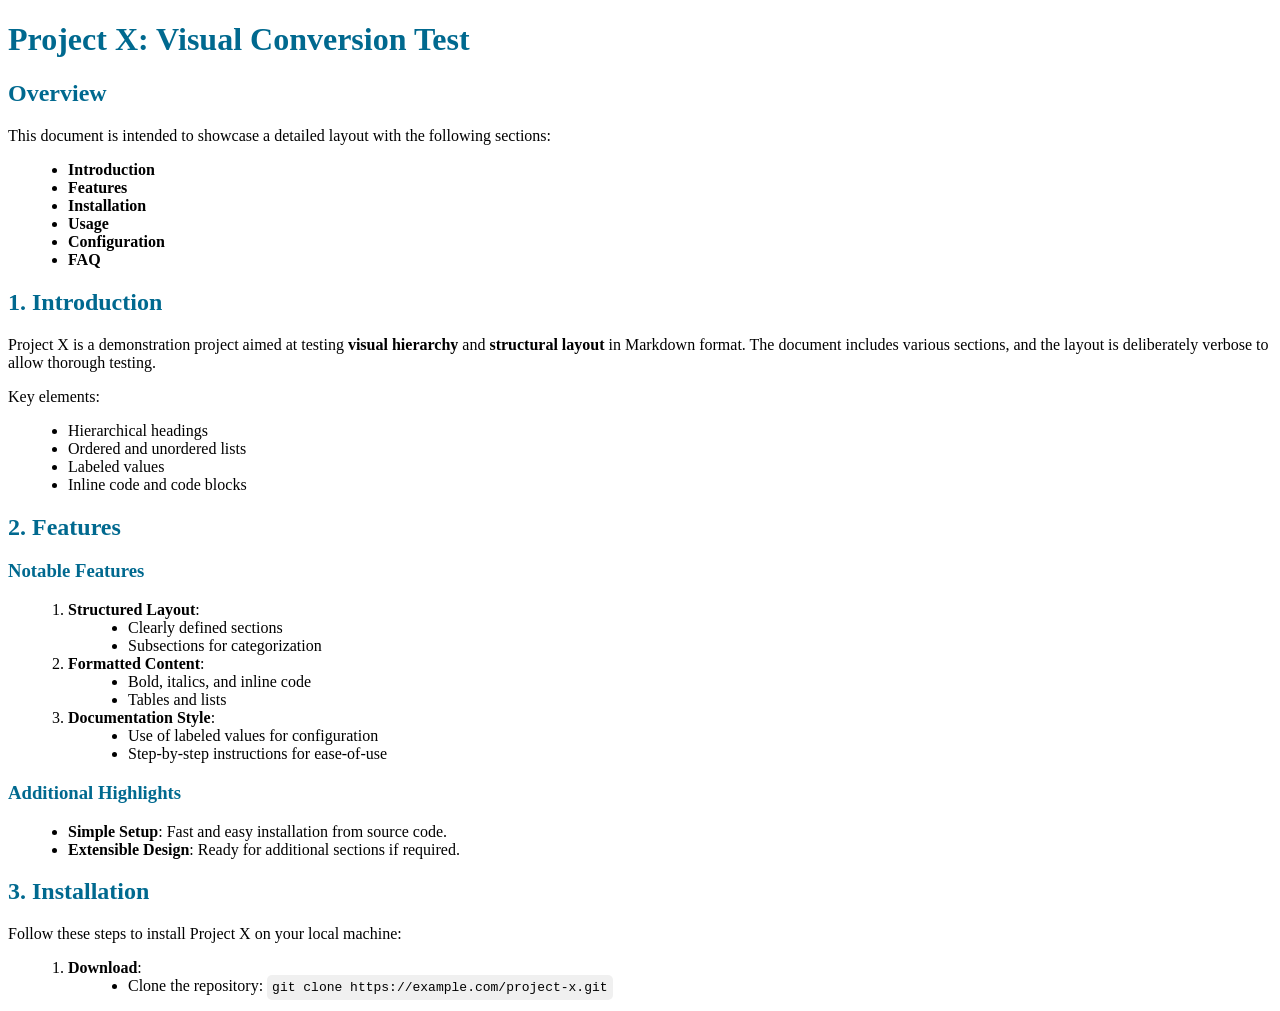 Project X: Visual Conversion Test
Overview
This document is intended to showcase a detailed layout with the following sections:
• Introduction
• Features
• Installation
• Usage
• Configuration
• FAQ
1. Introduction
Project X is a demonstration project aimed at testing visual hierarchy and structural layout in Markdown format. The document includes various sections, and the layout is deliberately verbose to
allow thorough testing.
Key elements:
• Hierarchical headings
• Ordered and unordered lists
• Labeled values
• Inline code and code blocks
2. Features
Notable Features
1. Structured Layout:
• Clearly defined sections
• Subsections for categorization
2. Formatted Content:
• Bold, italics, and inline code
• Tables and lists
3. Documentation Style:
• Use of labeled values for configuration
• Step-by-step instructions for ease-of-use
Additional Highlights
• Simple Setup: Fast and easy installation from source code.
• Extensible Design: Ready for additional sections if required.
3. Installation
Follow these steps to install Project X on your local machine:
1. Download:
• Clone the repository: git clone https://example.com/project-x.git